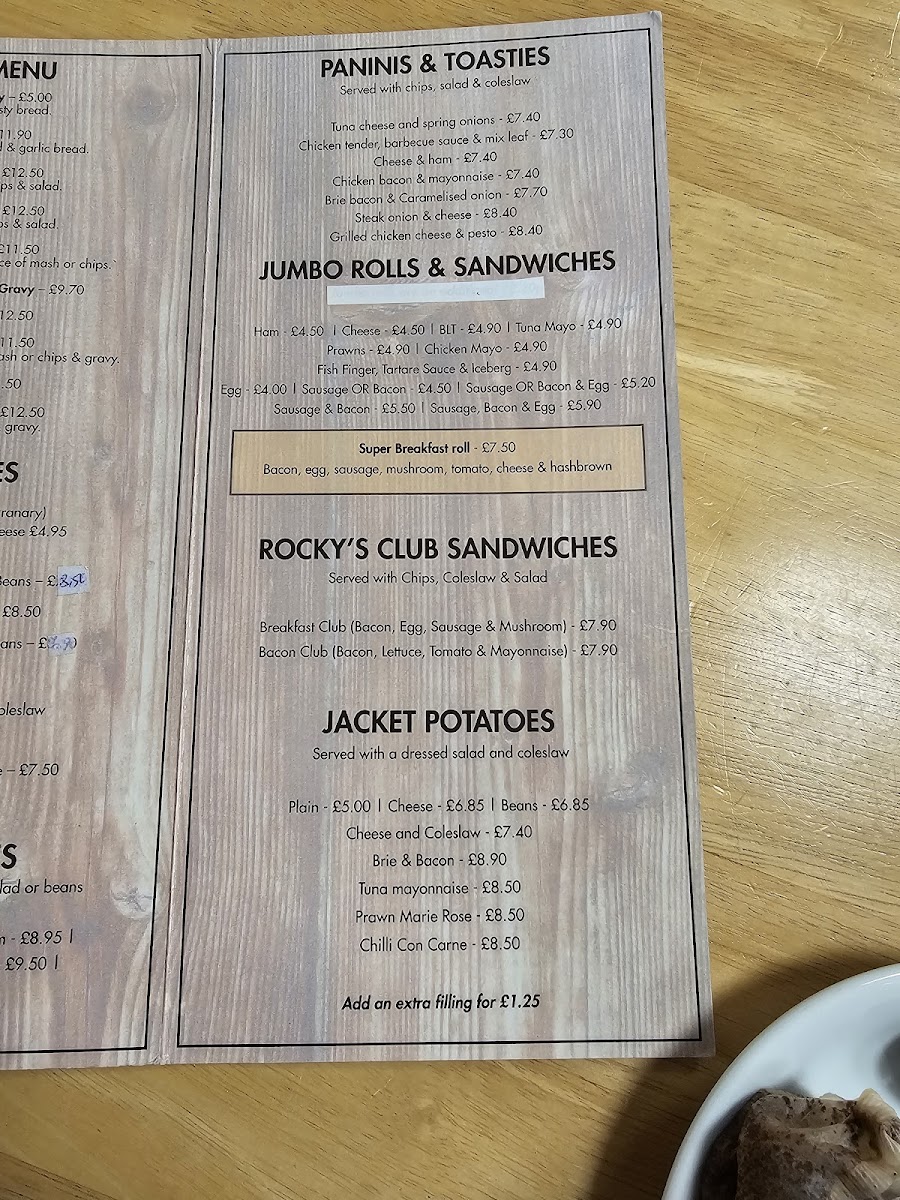 MENU
– £5.00
sty bread.
11.90
& garlic bread.
£12.50
ps & salad.
£12.50
& salad.
£11.50
ce of mash or chips.
Gravy – £9.70
12.50
11.50
ash or chips & gravy.
.50
£12.50
gravy.
ES
ranary)
eese £4.95
Beans – £8.50
£8.50
ans – £
oleslaw
– £7.50
lad or beans
- £8.95 |
£9.50 |
PANINIS & TOASTIES
Served with chips, salad & coleslaw
Tuna cheese and spring onions - £7.40
Chicken tender, barbecue sauce & mix leaf - £7.30
Cheese & ham - £7.40
Chicken bacon & mayonnaise - £7.40
Brie bacon & Caramelised onion - £7.70
Steak onion & cheese - £8.40
Grilled chicken cheese & pesto - £8.40
JUMBO ROLLS & SANDWICHES
Ham - £4.50 | Cheese - £4.50 | BLT - £4.90 | Tuna Mayo - £4.90
Prawns - £4.90 | Chicken Mayo - £4.90
Fish Finger, Tartare Sauce & Iceberg - £4.90
Egg - £4.00 | Sausage OR Bacon - £4.50 | Sausage OR Bacon & Egg - £5.20
Sausage & Bacon - £5.50 | Sausage, Bacon & Egg - £5.90
Super Breakfast roll - £7.50
Bacon, egg, sausage, mushroom, tomato, cheese & hashbrown
ROCKY'S CLUB SANDWICHES
Served with Chips, Coleslaw & Salad
Breakfast Club (Bacon, Egg, Sausage & Mushroom) - £7.90
Bacon Club (Bacon, Lettuce, Tomato & Mayonnaise) - £7.90
JACKET POTATOES
Served with a dressed salad and coleslaw
Plain - £5.00 | Cheese - £6.85 | Beans - £6.85
Cheese and Coleslaw - £7.40
Brie & Bacon - £8.90
Tuna mayonnaise - £8.50
Prawn Marie Rose - £8.50
Chilli Con Carne - £8.50
Add an extra filling for £1.25